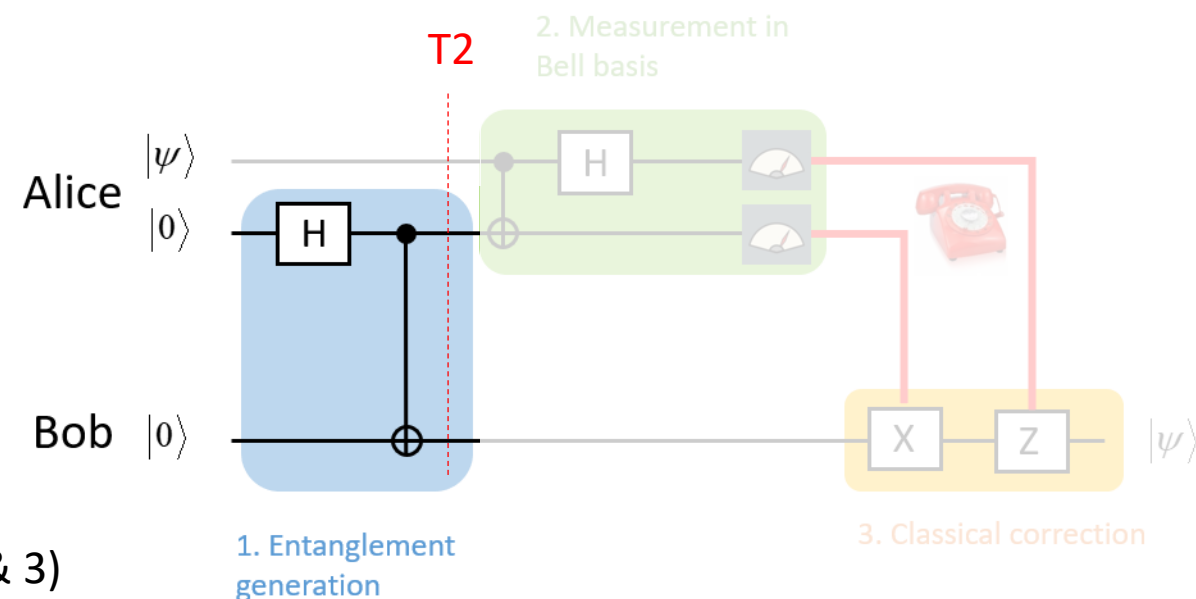 2. Measurement in
Bell basis
T2
|ψ⟩
Alice
|0⟩
H
H
Bob
|0⟩
X
Z
|ψ⟩
1. Entanglement
generation
3. Classical correction
& 3)